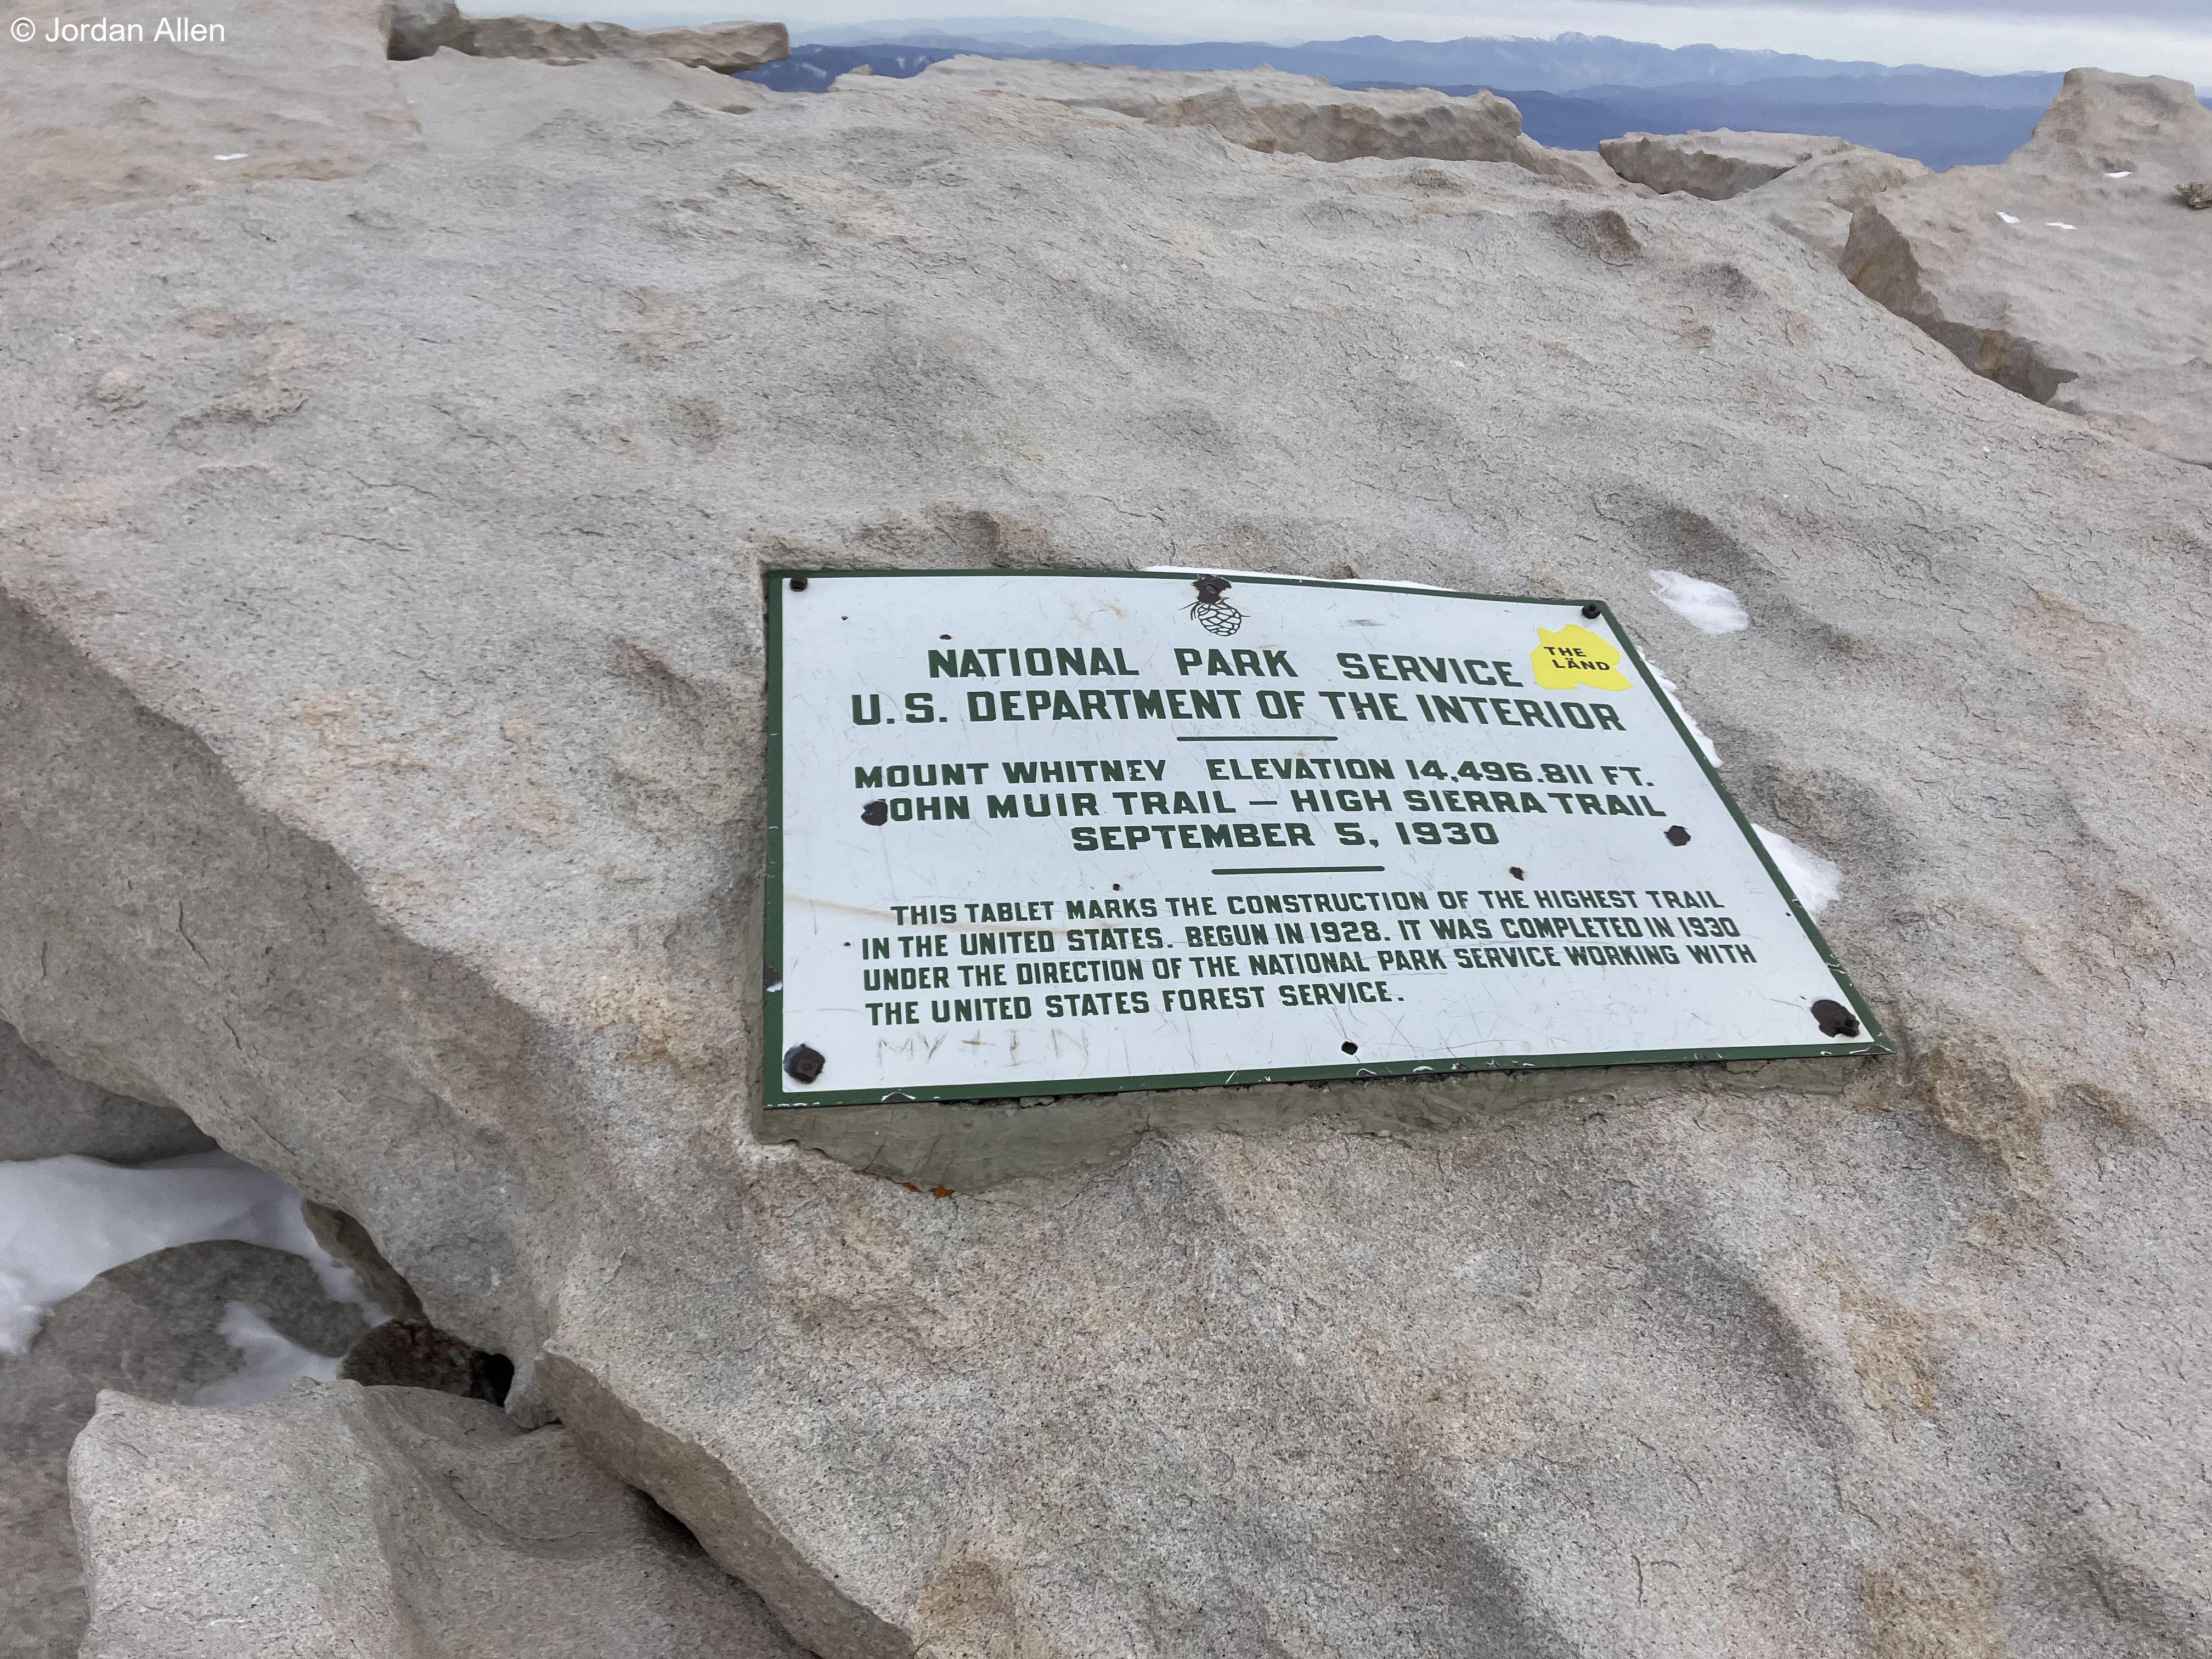 © Jordan Allen
NATIONAL PARK SERVICE
THE
LÄND
U.S. DEPARTMENT OF THE INTERIOR
MOUNT WHITNEY ELEVATION 14,496.811 FT.
JOHN MUIR TRAIL — HIGH SIERRA TRAIL
SEPTEMBER 5, 1930
THIS TABLET MARKS THE CONSTRUCTION OF THE HIGHEST TRAIL
IN THE UNITED STATES. BEGUN IN 1928. IT WAS COMPLETED IN 1930
UNDER THE DIRECTION OF THE NATIONAL PARK SERVICE WORKING WITH
THE UNITED STATES FOREST SERVICE.